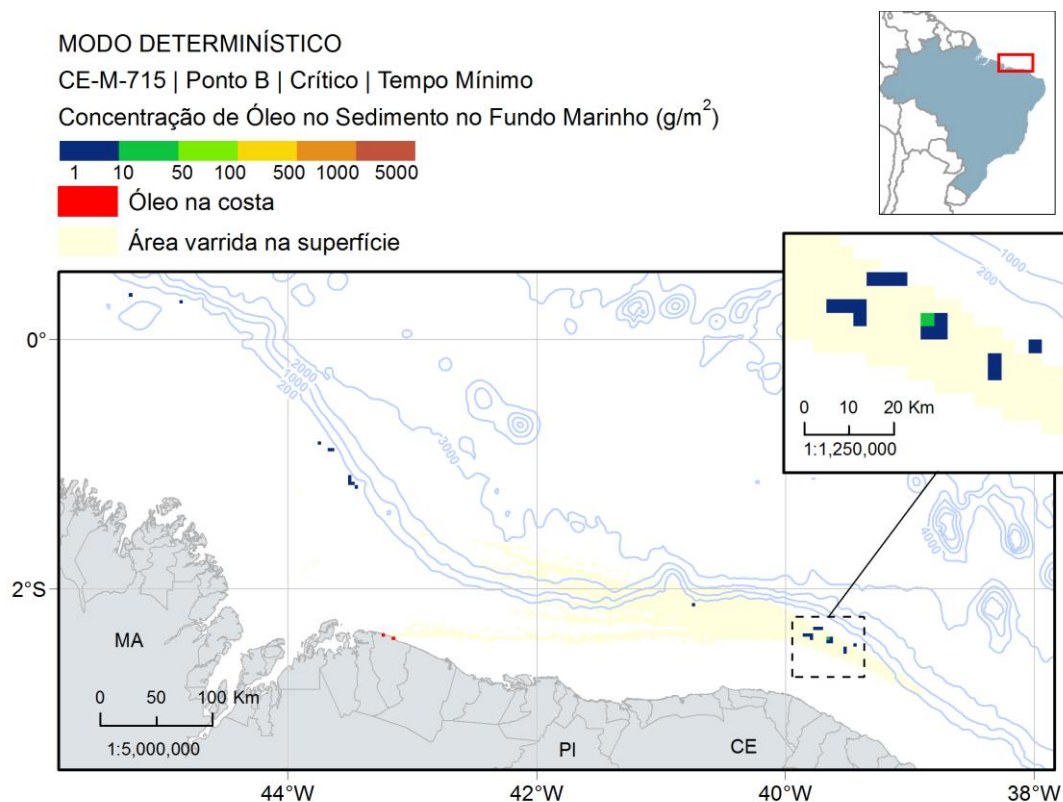 MODO DETERMINÍSTICO
CE-M-715 | Ponto B | Crítico | Tempo Mínimo
Concentração de Óleo no Sedimento no Fundo Marinho (g/m²)
1 10 50 100 500 1000 5000
Óleo na costa
Área varrida na superfície
1000
200
0 10 20 Km
1:1,250,000
0°
2000
1000
200
3000
4000
2°S
MA
0 50 100 Km
1:5,000,000
PI
CE
44°W 42°W 40°W 38°W